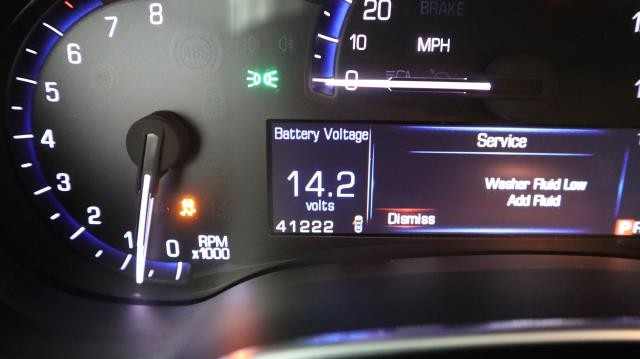 8
7
6
5
4
3
2
1
0
RPM
x1000
ABS
20
10
0
BRAKE
MPH
Battery Voltage
14.2
volts
41222
Service
Washer Fluid Low
Add Fluid
Dismiss
P